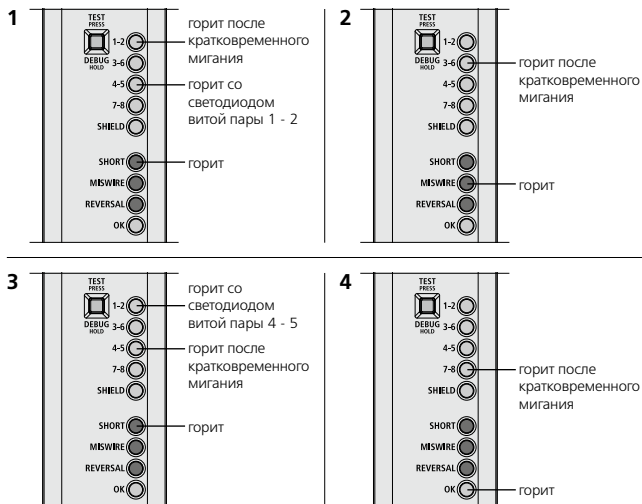 1
TEST
PRESS
1-2
DEBUG
HOLD
3-6
4-5
7-8
SHIELD
SHORT
MISWIRE
REVERSAL
OK
горит после
кратковременного
мигания
горит со
светодиодом
витой пары 1 - 2
горит
2
TEST
PRESS
1-2
DEBUG
HOLD
3-6
4-5
7-8
SHIELD
SHORT
MISWIRE
REVERSAL
OK
горит после
кратковременного
мигания
горит
3
TEST
PRESS
1-2
DEBUG
HOLD
3-6
4-5
7-8
SHIELD
SHORT
MISWIRE
REVERSAL
OK
горит со
светодиодом
витой пары 4 - 5
горит после
кратковременного
мигания
горит
4
TEST
PRESS
1-2
DEBUG
HOLD
3-6
4-5
7-8
SHIELD
SHORT
MISWIRE
REVERSAL
OK
горит после
кратковременного
мигания
горит